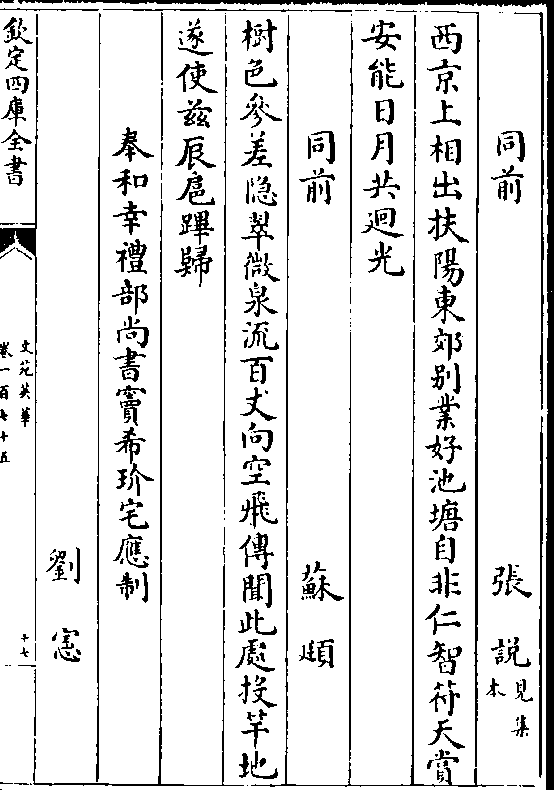 同前　張説見集本
西京上相出扶陽東郊别業好池塘自非仁智符天賞
安能日月共迴光
同前　蘇頲
樹色參差隐翠微泉流百丈向空飛傳聞此處投竿地
遂使兹辰扈蹕歸
奉和幸禮部尚書竇希玠宅應制
劉憲
欽定四庫全書
文苑英華
卷一百七十五
十七